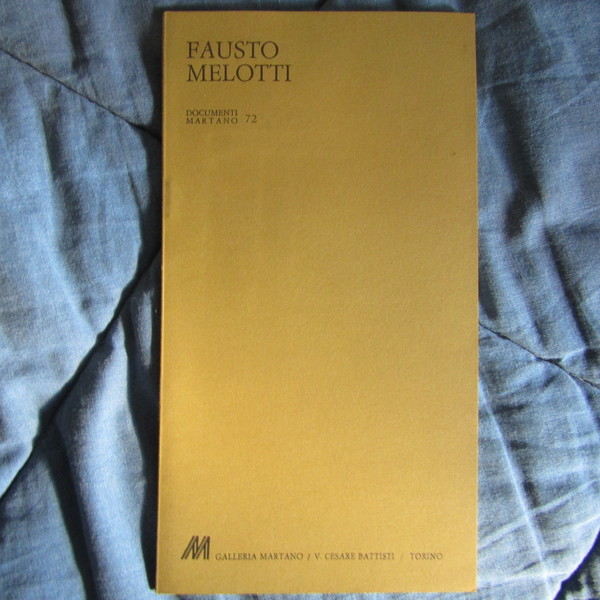 FAUSTO
MELOTTI
DOCUMENTI
MARTANO 72
GALLERIA MARTANO / V. CESARE BATTISTI / TORINO